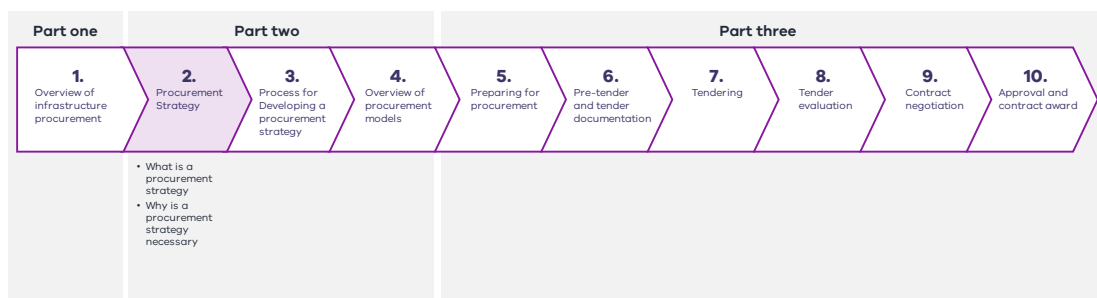 Part one
Part two
Part three
1.
Overview of
infrastructure
procurement
2.
Procurement
Strategy
3.
Process for
Developing a
procurement
strategy
4.
Overview of
procurement
models
5.
Preparing for
procurement
6.
Pre-tender
and tender
documentation
7.
Tendering
8.
Tender
evaluation
9.
Contract
negotiation
10.
Approval and
contract award
• What is a
procurement
strategy
• Why is a
procurement
strategy
necessary